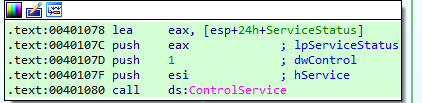 .text:00401078 lea     eax, [esp+24h+ServiceStatus]
.text:0040107C push    eax             ; lpServiceStatus
.text:0040107D push    1               ; dwControl
.text:0040107F push    esi             ; hService
.text:00401080 call    ds:ControlService